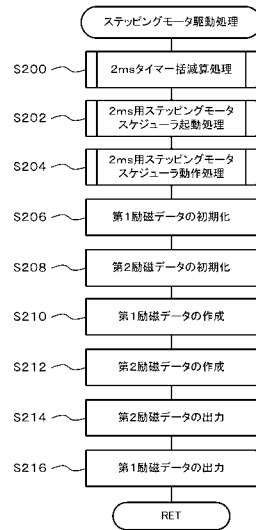 ステッピングモータ駆動処理
S200
2msタイマー括減算処理
S202
2ms用ステッピングモータ
スケジューラ起動処理
S204
2ms用ステッピングモータ
スケジューラ動作処理
S206
第1励磁データの初期化
S208
第2励磁データの初期化
S210
第1励磁データの作成
S212
第2励磁データの作成
S214
第2励磁データの出力
S216
第1励磁データの出力
RET